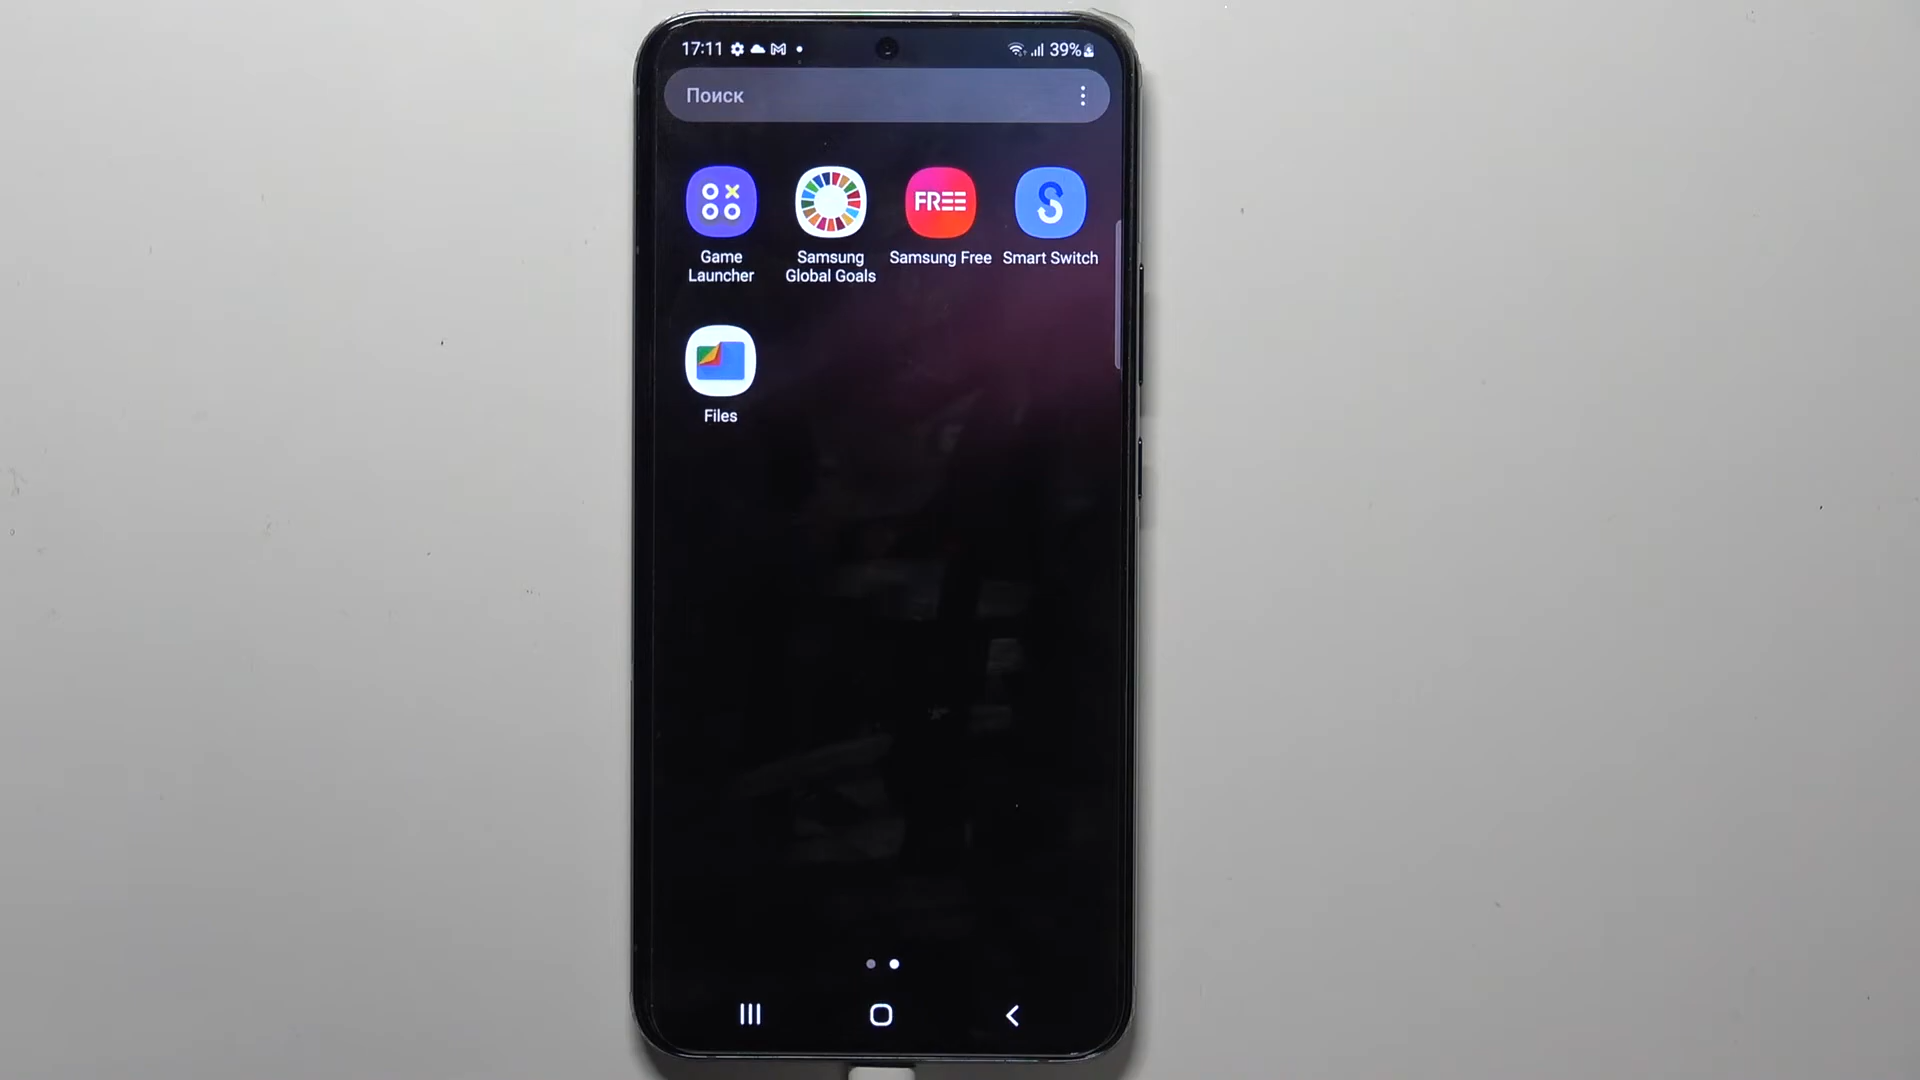 17:11 39%
Поиск
FREE
Game Launcher
Samsung Global Goals
Samsung Free
Smart Switch
Files